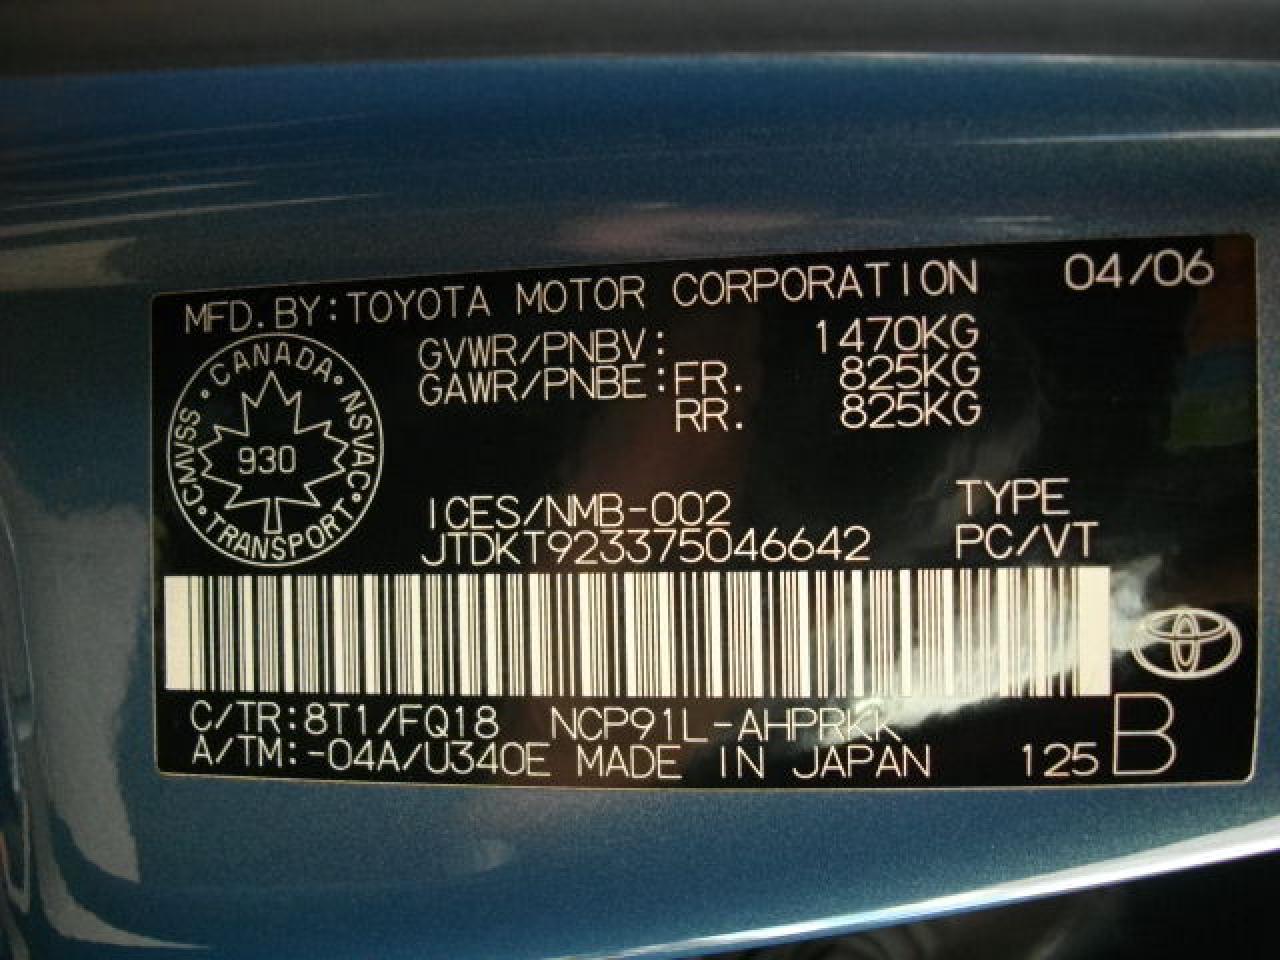 MFD. BY: TOYOTA MOTOR CORPORATION 04/06
GVWR/PNBV: 1470KG
GAWR/PNBE: FR. 825KG
RR. 825KG
CANADA · NSVAC · TRANSPORT · CMVSS ·
930
ICES/NMB-002 TYPE
JTDKT923375046642 PC/VT
C/TR: 8T1/FQ18 NCP91L-AHPRKK
A/TM: -04A/U340E MADE IN JAPAN 125 B